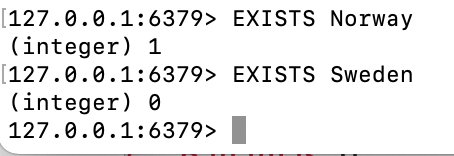 [127.0.0.1:6379> EXISTS Norway
(integer) 1
[127.0.0.1:6379> EXISTS Sweden
(integer) 0
127.0.0.1:6379>